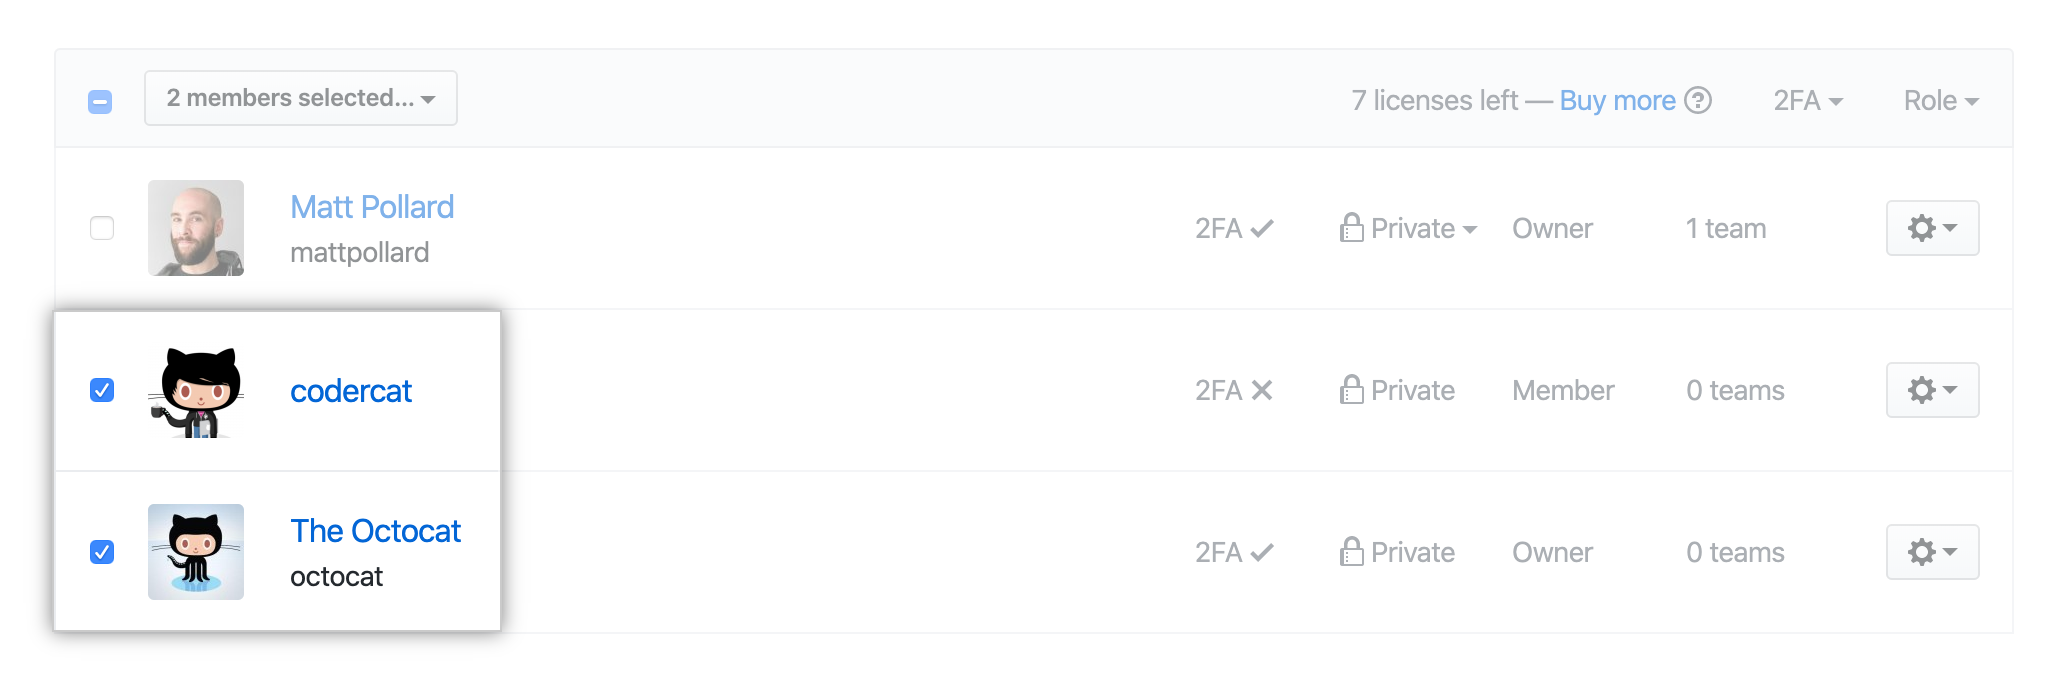 2 members selected... 7 licenses left — Buy more 2FA Role
Matt Pollard
mattpollard
2FA Private Owner 1 team
codercat 2FA Private Member 0 teams
The Octocat
octocat
2FA Private Owner 0 teams